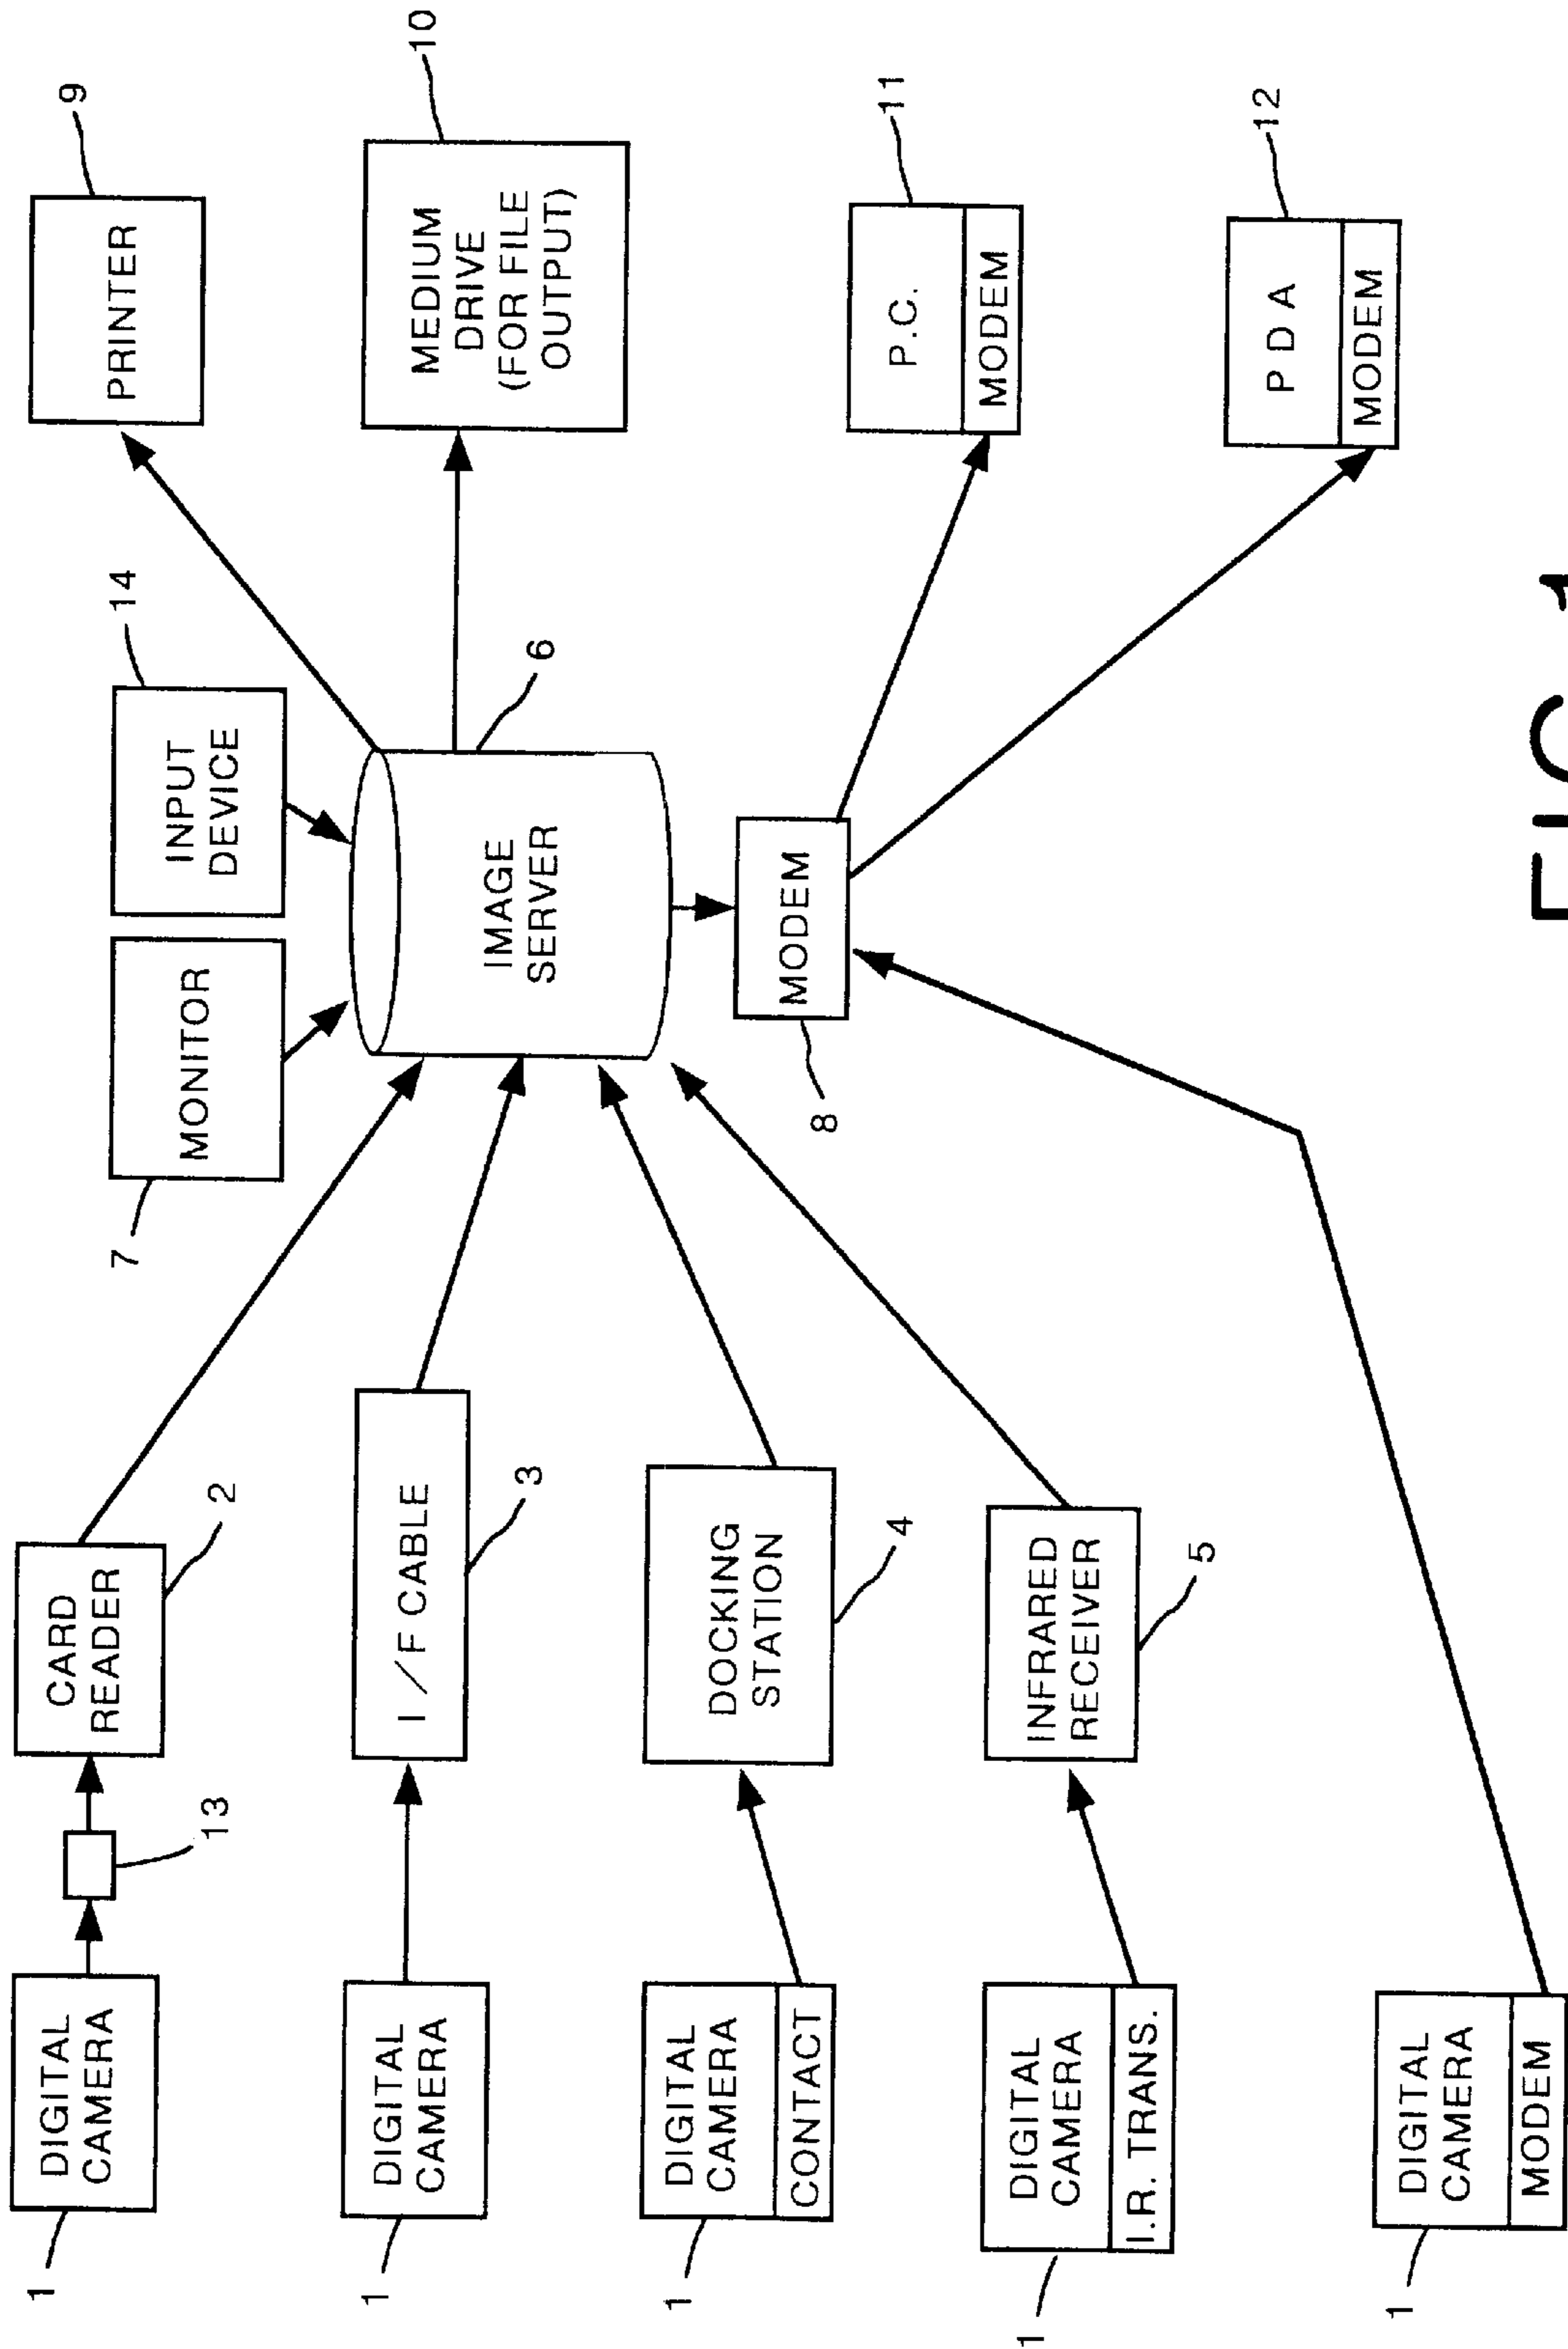 1
DIGITAL
CAMERA
13
CARD
READER
2
1
DIGITAL
CAMERA
I/F CABLE
3
1
DIGITAL
CAMERA
CONTACT
DOCKING
STATION
4
1
DIGITAL
CAMERA
I.R. TRANS.
INFRARED
RECEIVER
5
1
DIGITAL
CAMERA
MODEM
7
MONITOR
14
INPUT
DEVICE
IMAGE
SERVER
6
MODEM
8
PRINTER
9
MEDIUM
DRIVE
(FOR FILE
OUTPUT)
10
P.C.
MODEM
11
PDA
MODEM
12